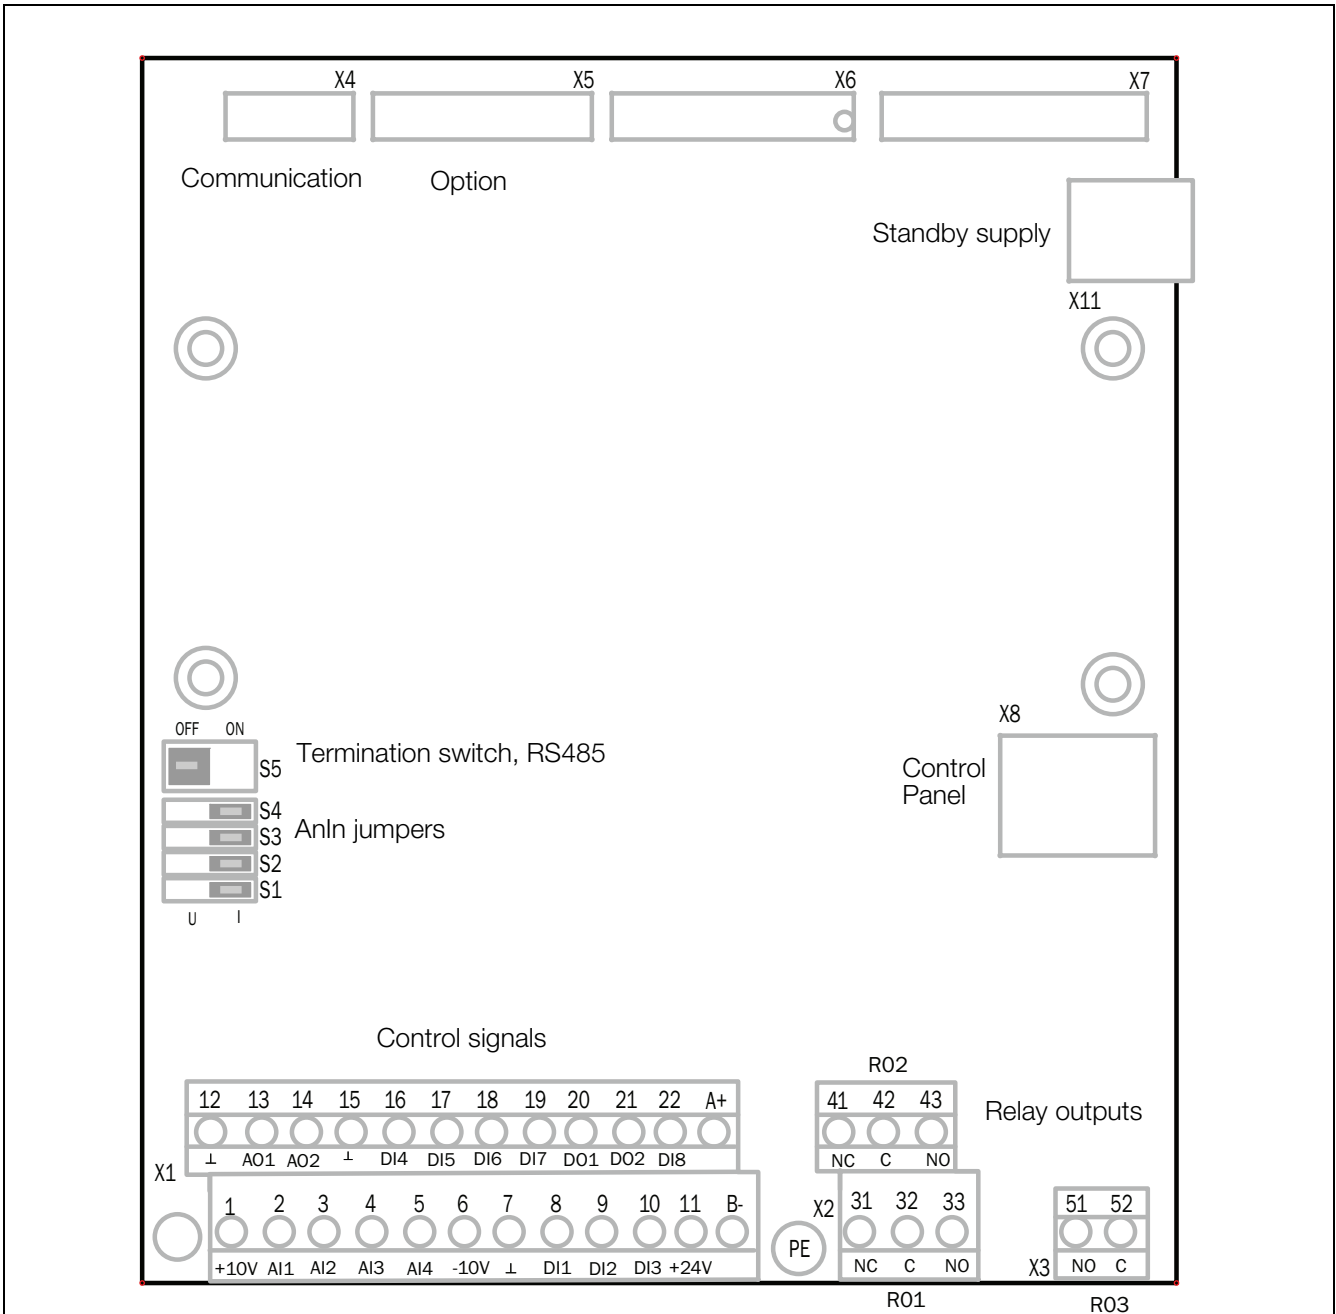 X4 X5 X6 X7
Communication Option
Standby supply
X11
X8
OFF ON
S5 Termination switch, RS485
Control
Panel
S4
S3 AnIn jumpers
S2
S1
U I
Control signals
RO2
12 13 14 15 16 17 18 19 20 21 22 A+
41 42 43 Relay outputs
⊥ AO1 AO2 ⊥ DI4 DI5 DI6 DI7 DO1 DO2 DI8
NC C NO
X1
1 2 3 4 5 6 7 8 9 10 11 B-
X2 31 32 33
51 52
PE
+10V AI1 AI2 AI3 AI4 -10V ⊥ DI1 DI2 DI3 +24V
NC C NO
X3 NO C
RO1 RO3